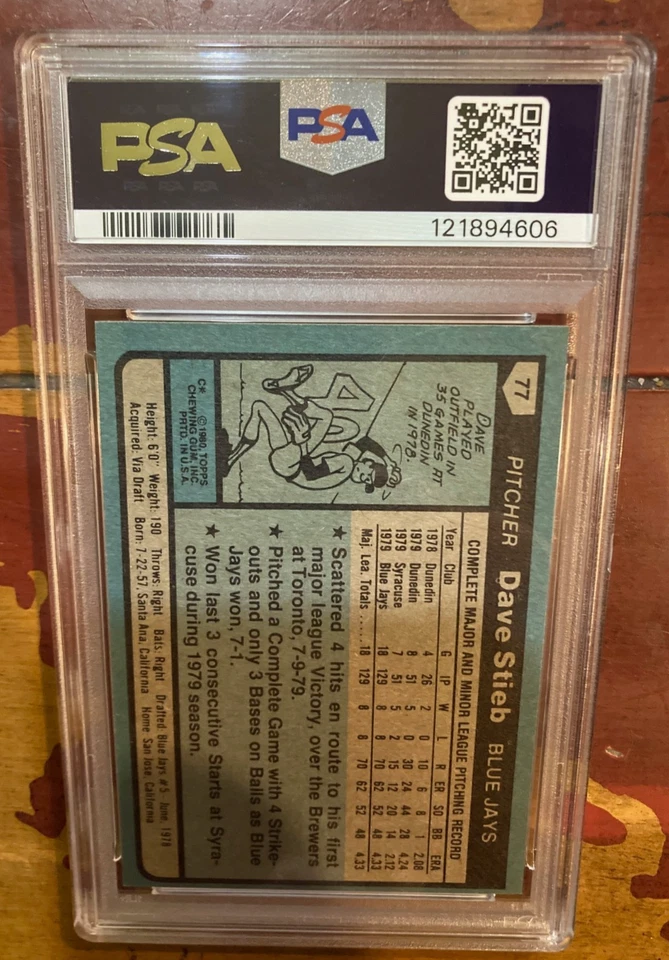 PSA
PSA
PSA PSA PSA
121894606
77
PITCHER Dave Stieb BLUE JAYS
DAVE
PLAYED
OUTFIELD IN
35 GAMES AT
DUNEDIN
IN 1978.
40
C*
© 1980, TOPPS
CHEWING GUM, INC.
PRTD. IN U.S.A.
COMPLETE MAJOR AND MINOR LEAGUE PITCHING RECORD
Year Club G IP W L R ER SO BB ERA
1978 Dunedin 4 26 2 0 10 6 8 1 2.08
1979 Dunedin 8 51 5 0 30 24 44 28 4.24
1979 Syracuse 7 51 5 2 15 12 20 14 2.12
1979 Blue Jays 18 129 8 8 70 62 52 48 4.33
Maj. Lea. Totals ..... 18 129 8 8 70 62 52 48 4.33
★ Scattered 4 hits en route to his first
major league Victory, over the Brewers
at Toronto, 7-9-79.
★ Pitched a Complete Game with 4 Strike-
outs and only 3 Bases on Balls as Blue
Jays won, 7-1.
★ Won last 3 consecutive Starts at Syra-
cuse during 1979 season.
Height: 6'0" Weight: 190 Throws: Right Bats: Right Drafted: Blue Jays #5- June, 1978
Acquired: Via Draft Born: 7-22-57, Santa Ana, California Home: San Jose, California